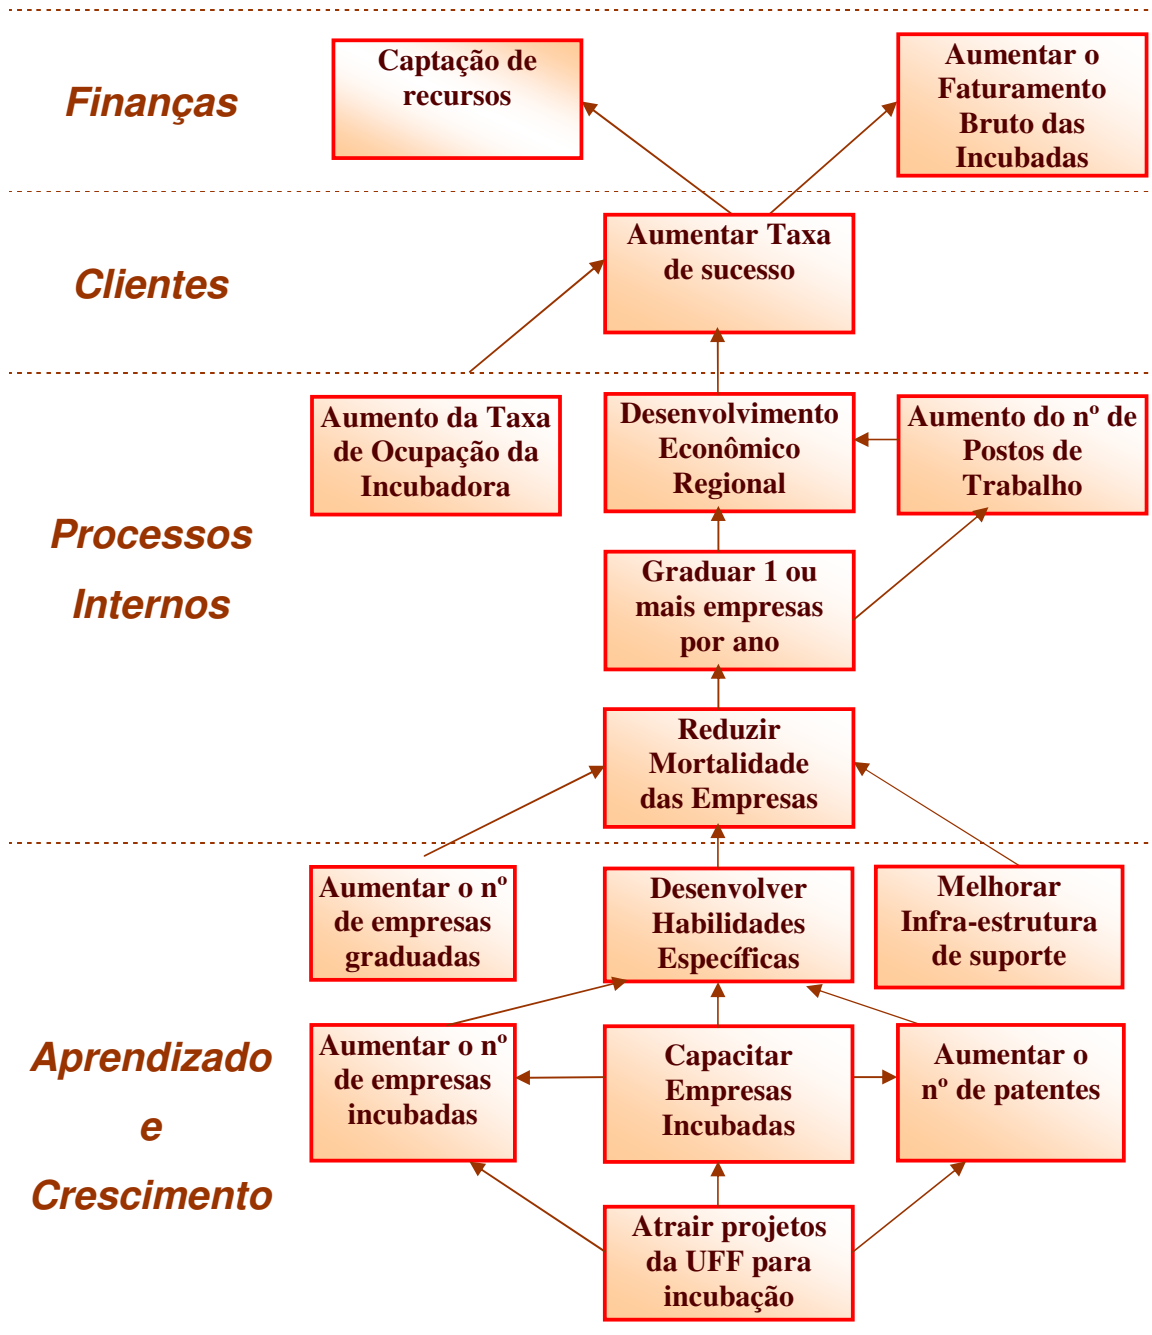 Finanças
Captação de
recursos
Aumentar o
Faturamento
Bruto das
Incubadas
Clientes
Aumentar Taxa
de sucesso
Processos
Internos
Aumento da Taxa
de Ocupação da
Incubadora
Desenvolvimento
Econômico
Regional
Aumento do nº de
Postos de
Trabalho
Graduar 1 ou
mais empresas
por ano
Reduzir
Mortalidade
das Empresas
Aprendizado
e
Crescimento
Aumentar o nº
de empresas
graduadas
Desenvolver
Habilidades
Específicas
Melhorar
Infra-estrutura
de suporte
Aumentar o nº
de empresas
incubadas
Capacitar
Empresas
Incubadas
Aumentar o
nº de patentes
Atrair projetos
da UFF para
incubação